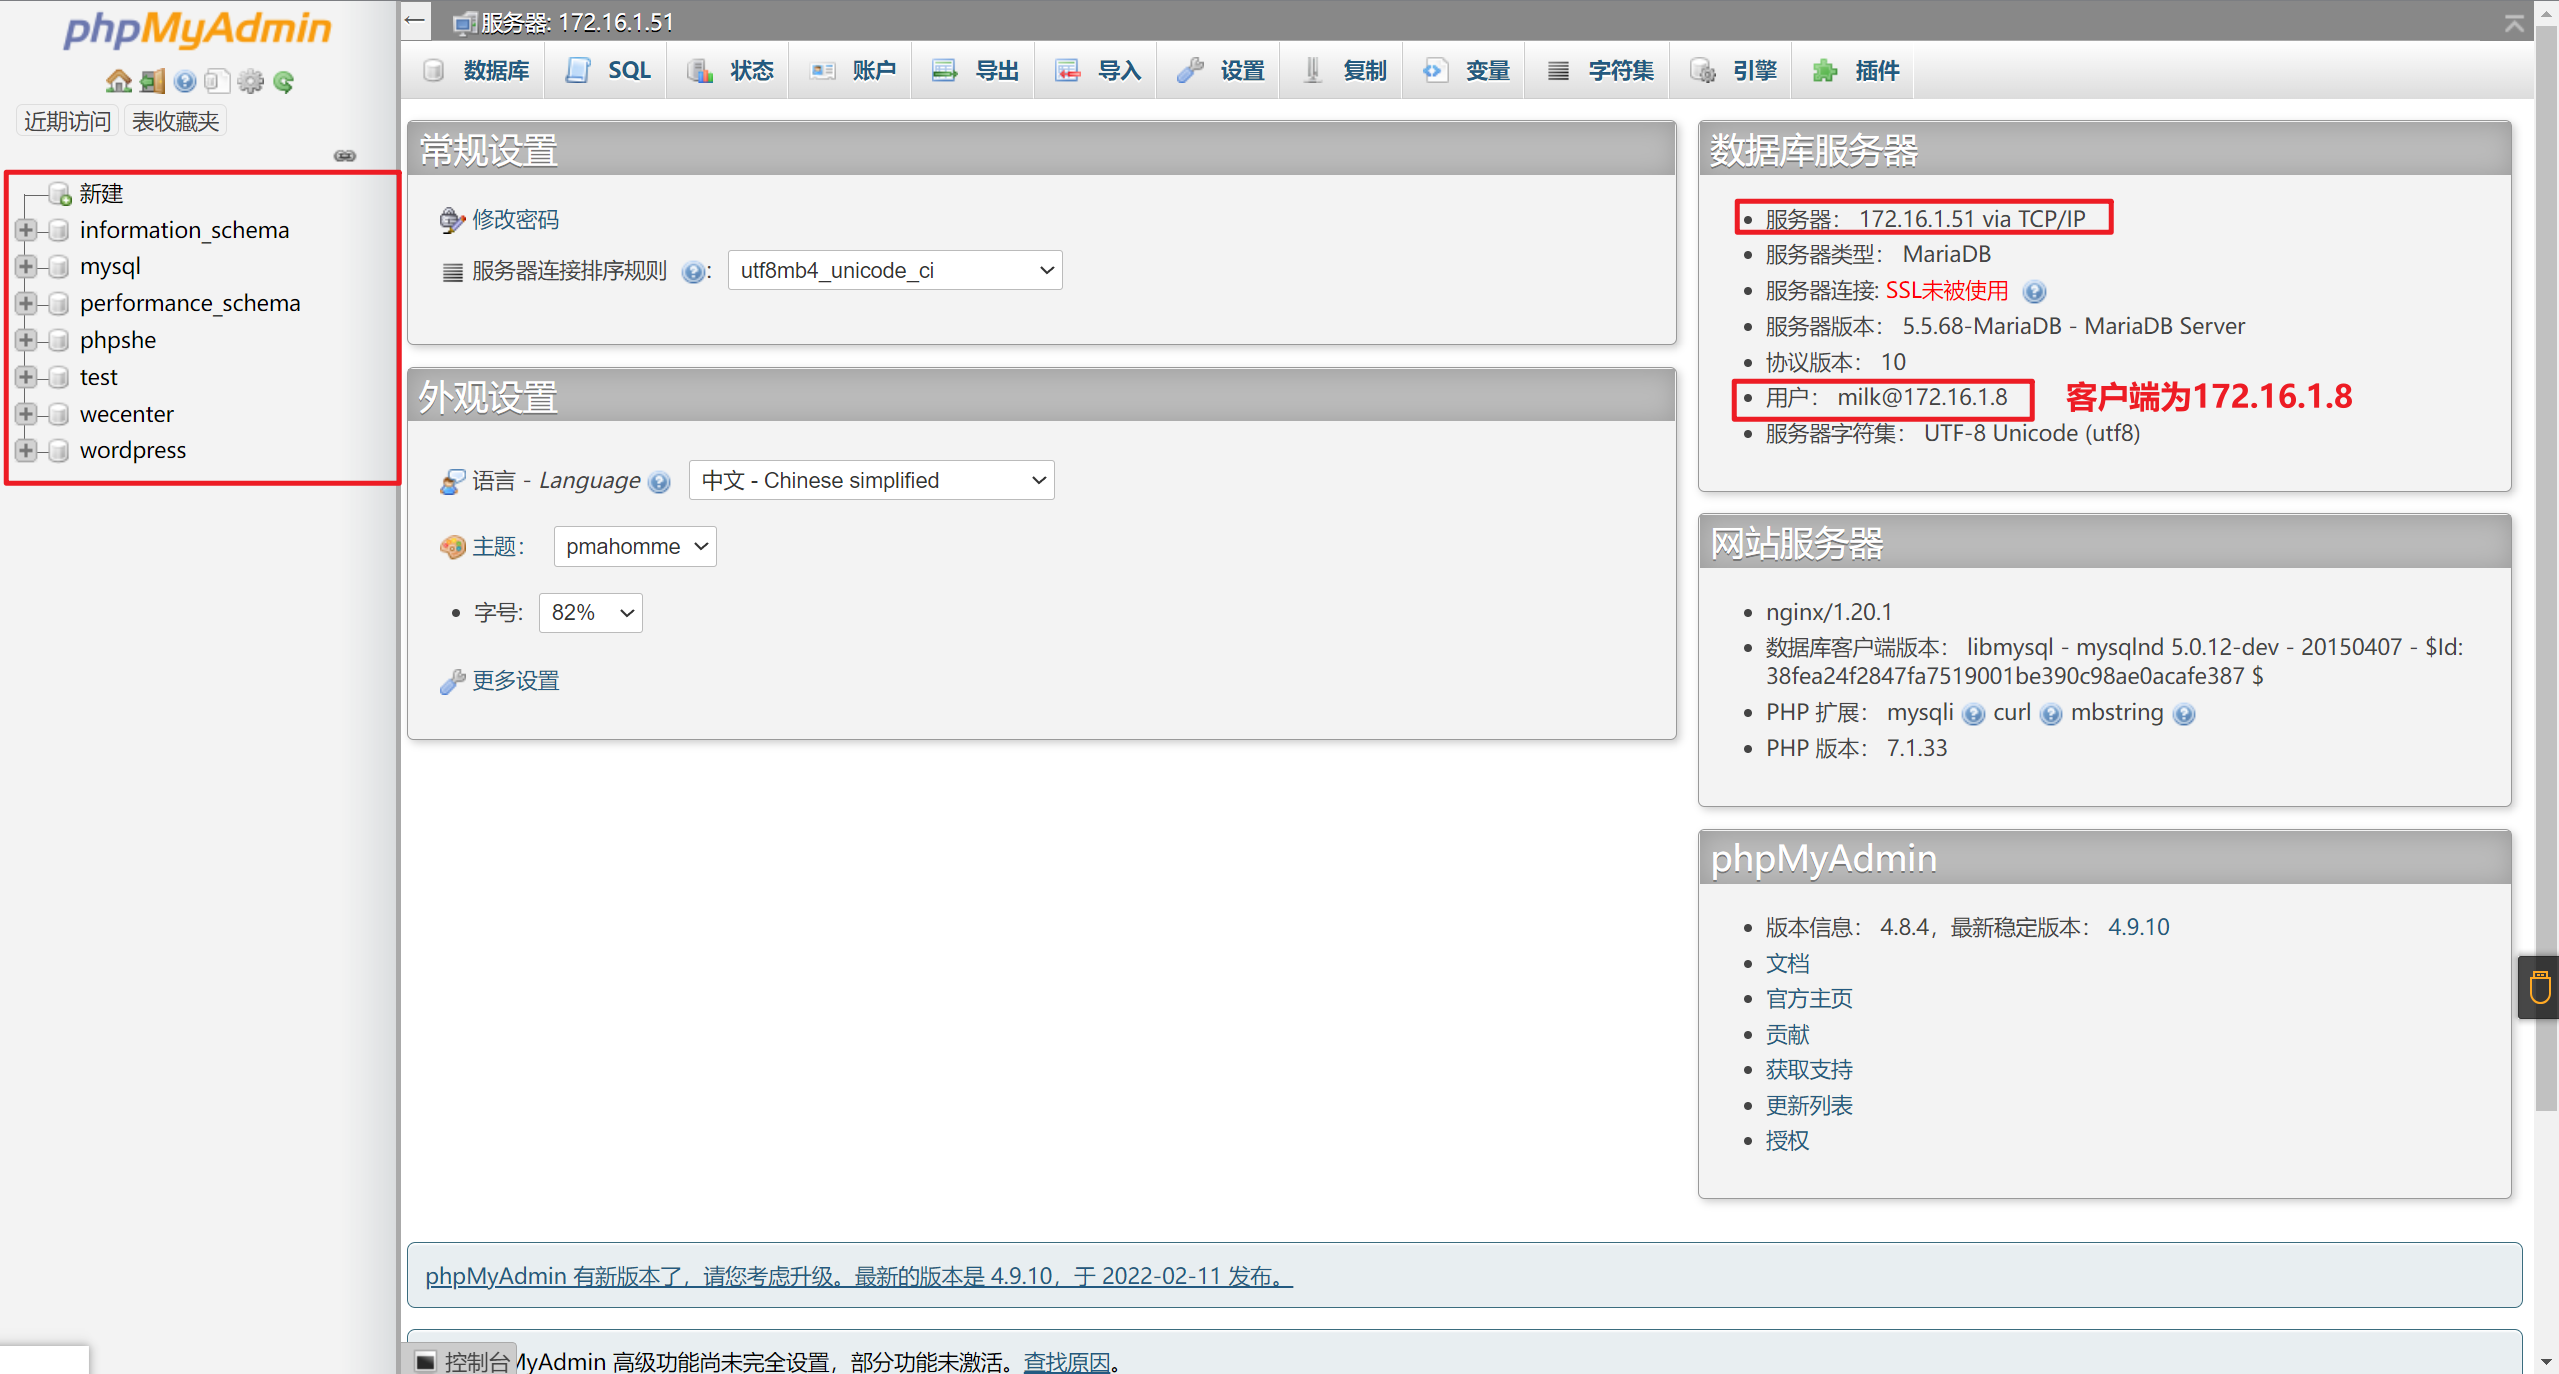 phpMyAdmin
近期访问 表收藏夹
新建
information_schema
mysql
performance_schema
phpshe
test
wecenter
wordpress
服务器: 172.16.1.51
数据库 SQL 状态 账户 导出 导入 设置 复制 变量 字符集 引擎 插件
常规设置
修改密码
服务器连接排序规则 : utf8mb4_unicode_ci
外观设置
语言 - Language 中文 - Chinese simplified
主题： pmahomme
字号: 82%
更多设置
数据库服务器
服务器： 172.16.1.51 via TCP/IP
服务器类型： MariaDB
服务器连接: SSL未被使用
服务器版本： 5.5.68-MariaDB - MariaDB Server
协议版本： 10
用户： milk@172.16.1.8 客户端为172.16.1.8
服务器字符集： UTF-8 Unicode (utf8)
网站服务器
nginx/1.20.1
数据库客户端版本： libmysql - mysqlnd 5.0.12-dev - 20150407 - $Id:
38fea24f2847fa7519001be390c98ae0acafe387 $
PHP 扩展： mysqli curl mbstring
PHP 版本： 7.1.33
phpMyAdmin
版本信息： 4.8.4，最新稳定版本： 4.9.10
文档
官方主页
贡献
获取支持
更新列表
授权
phpMyAdmin 有新版本了，请您考虑升级。最新的版本是 4.9.10，于 2022-02-11 发布。
控制台 MyAdmin 高级功能尚未完全设置，部分功能未激活。查找原因。